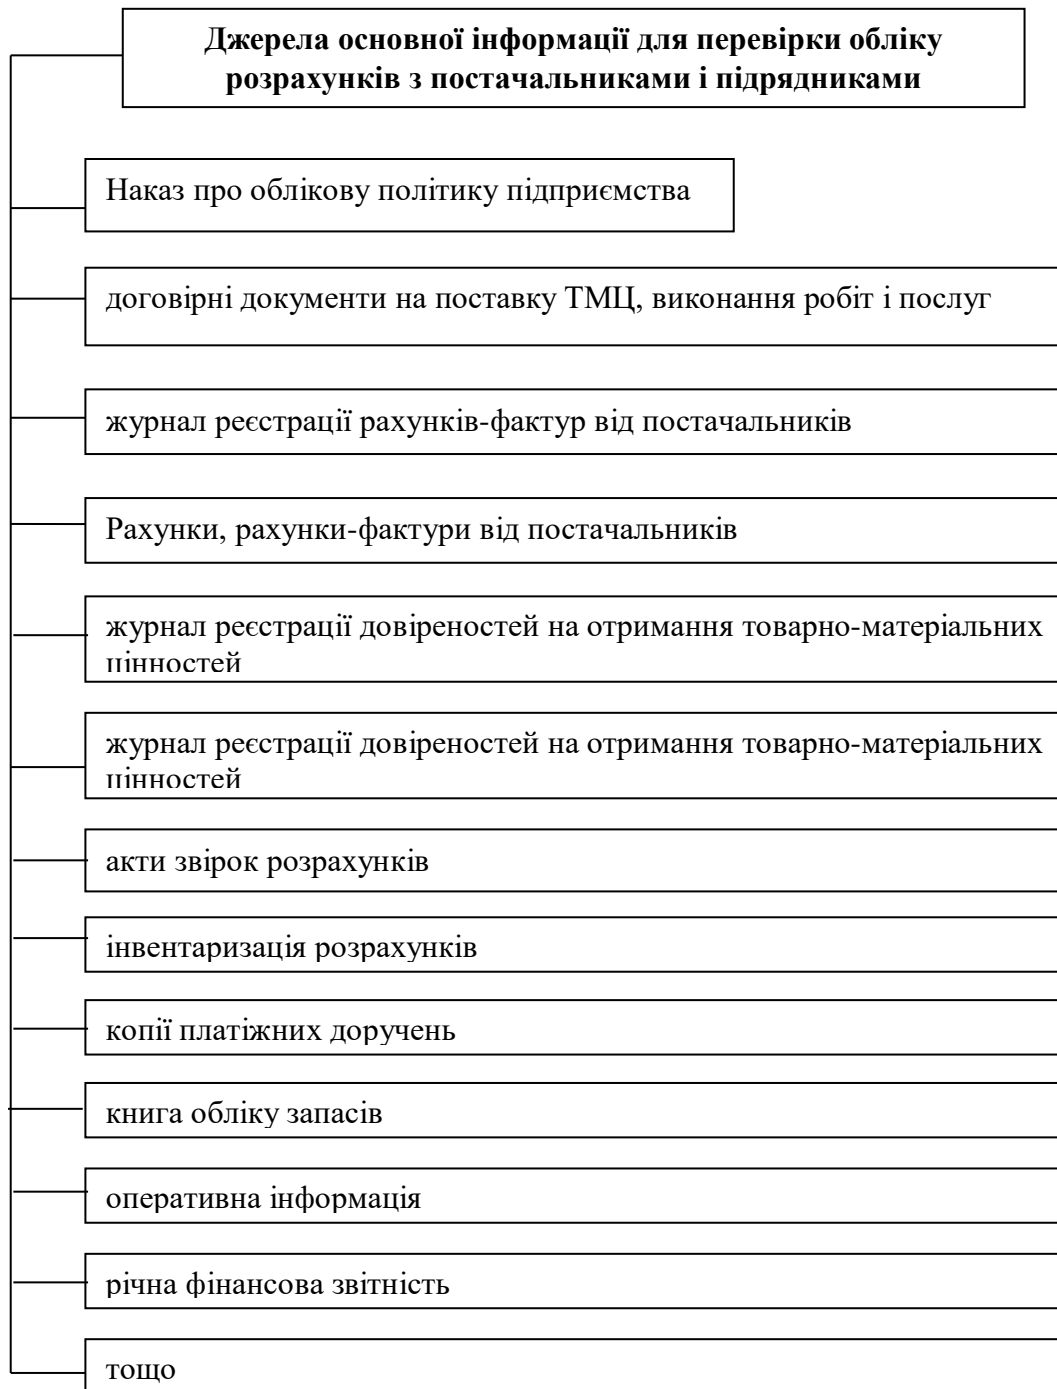 Джерела основної інформації для перевірки обліку
розрахунків з постачальниками і підрядниками
Наказ про облікову політику підприємства
договірні документи на поставку ТМЦ, виконання робіт і послуг
журнал реєстрації рахунків-фактур від постачальників
Рахунки, рахунки-фактури від постачальників
журнал реєстрації довіреностей на отримання товарно-матеріальних
цінностей
журнал реєстрації довіреностей на отримання товарно-матеріальних
цінностей
акти звірок розрахунків
інвентаризація розрахунків
копії платіжних доручень
книга обліку запасів
оперативна інформація
річна фінансова звітність
тощо